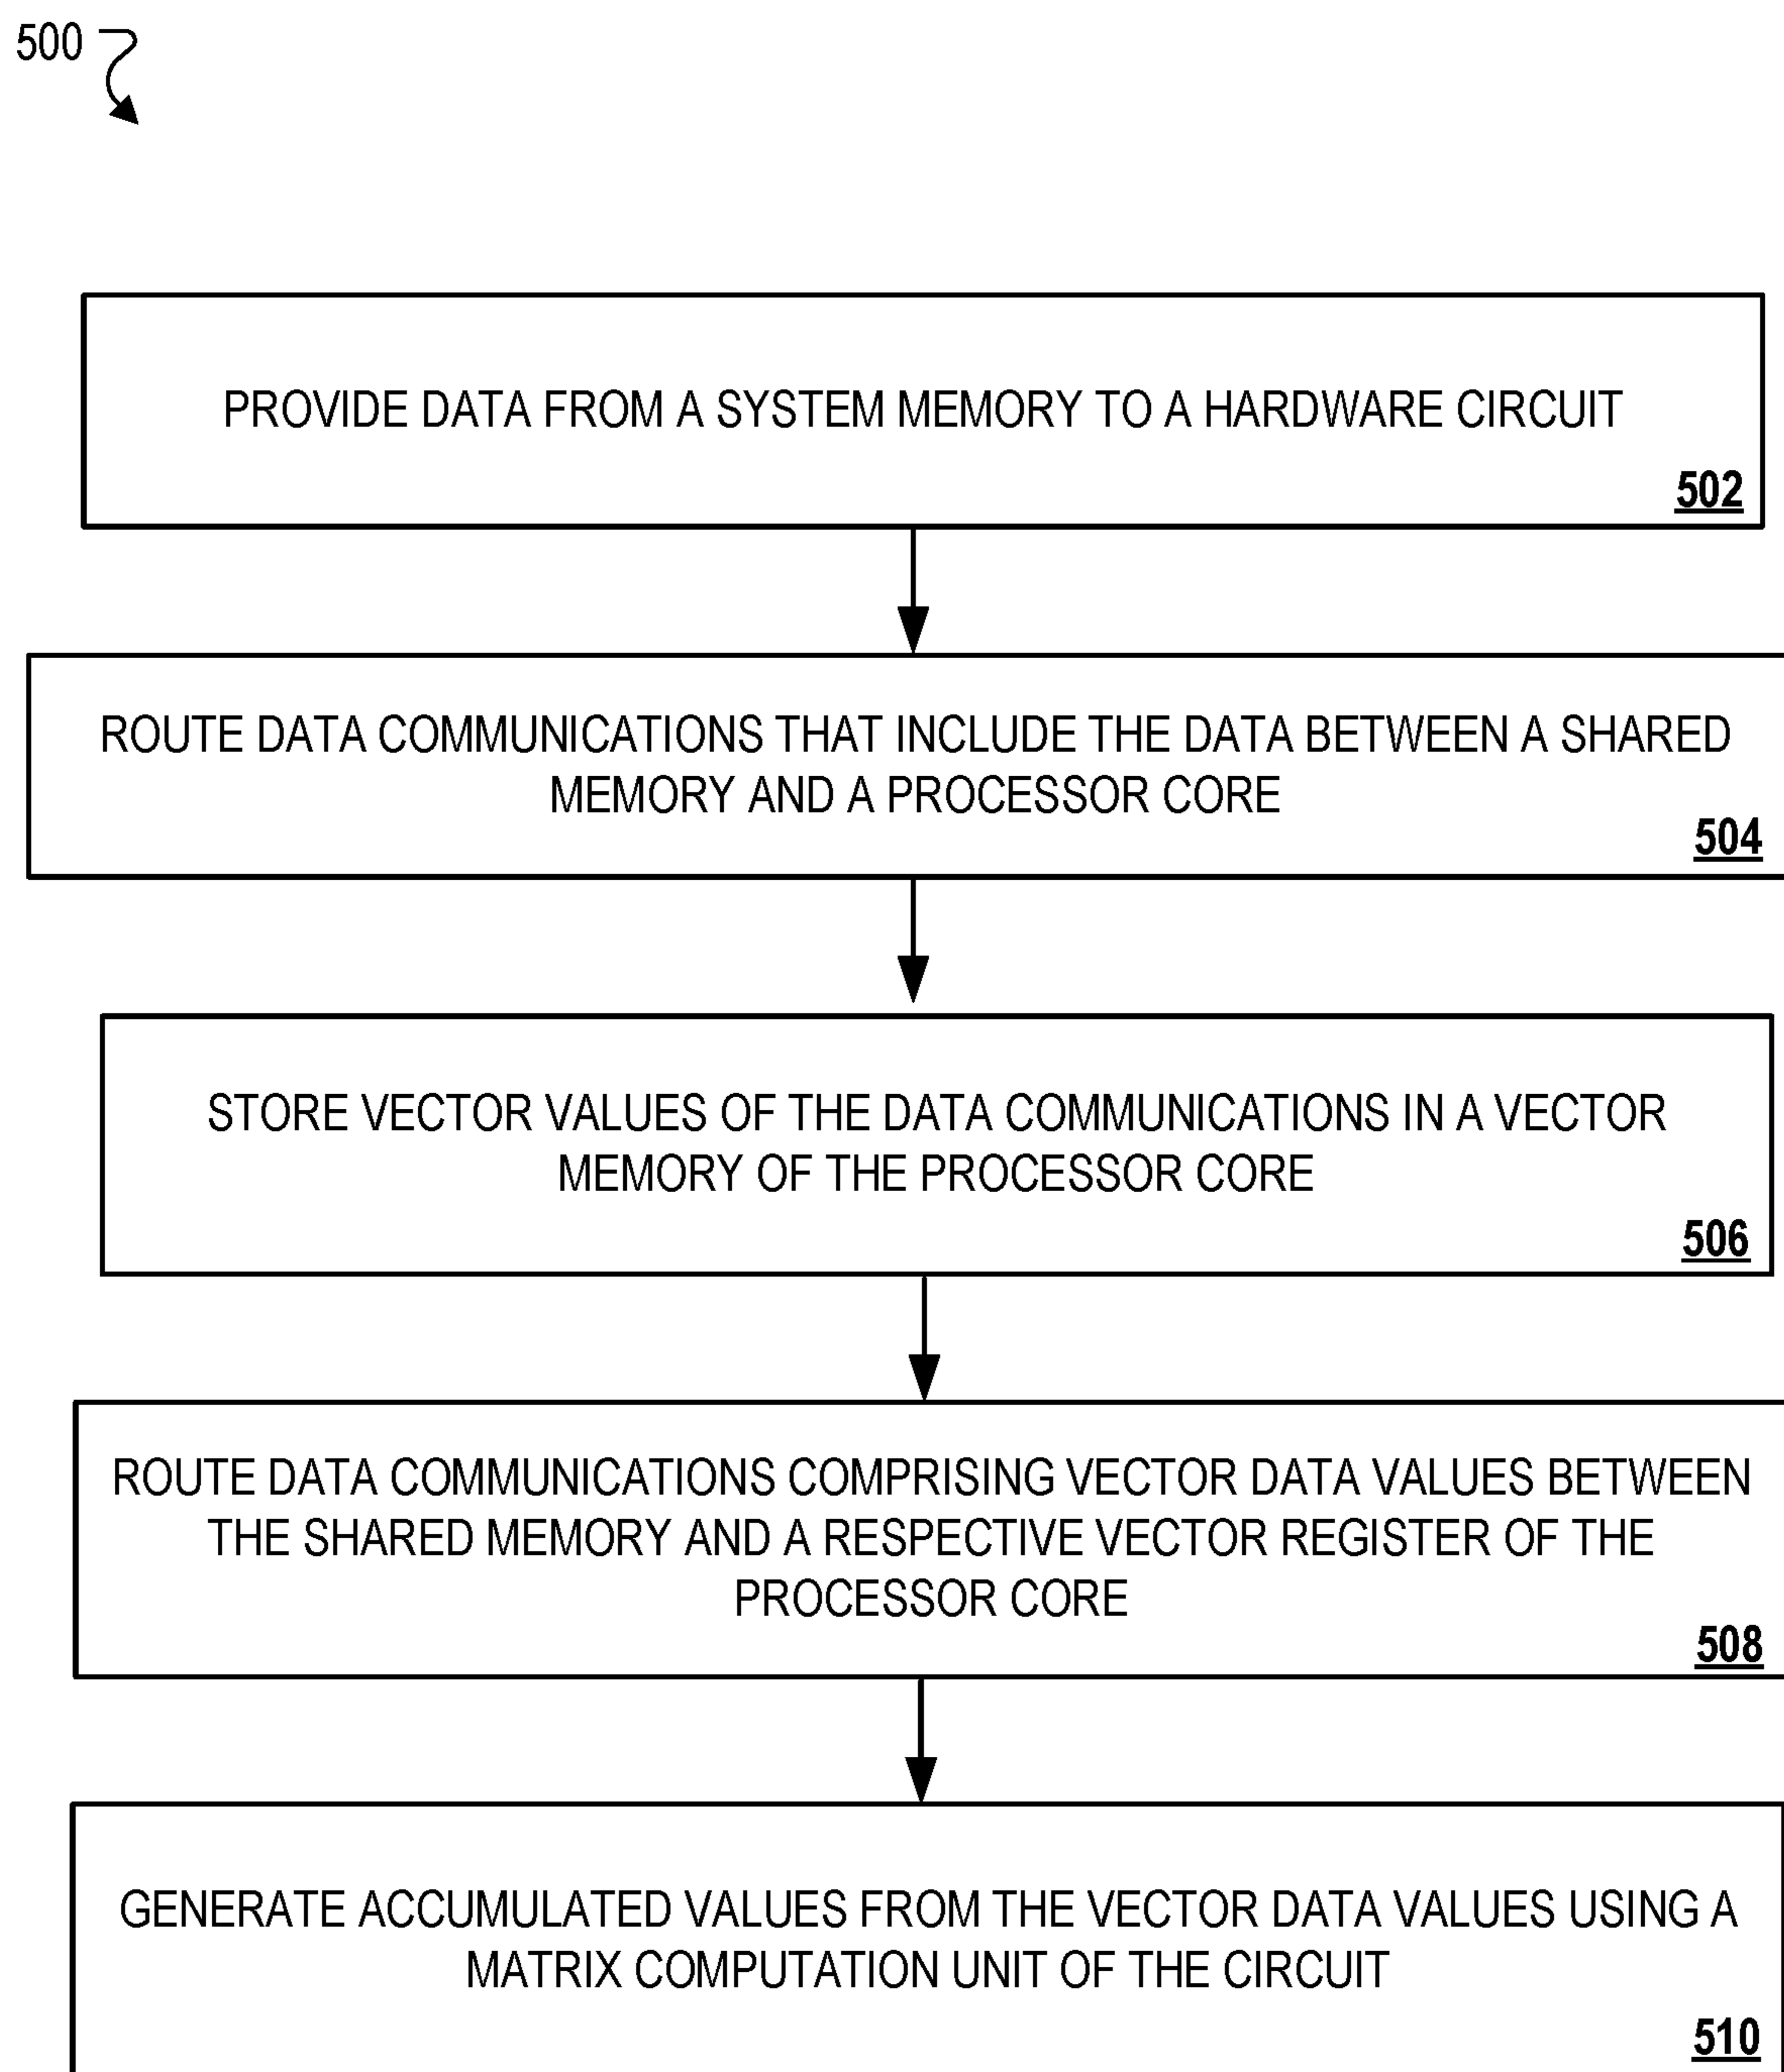 500
PROVIDE DATA FROM A SYSTEM MEMORY TO A HARDWARE CIRCUIT
502
ROUTE DATA COMMUNICATIONS THAT INCLUDE THE DATA BETWEEN A SHARED
MEMORY AND A PROCESSOR CORE
504
STORE VECTOR VALUES OF THE DATA COMMUNICATIONS IN A VECTOR
MEMORY OF THE PROCESSOR CORE
506
ROUTE DATA COMMUNICATIONS COMPRISING VECTOR DATA VALUES BETWEEN
THE SHARED MEMORY AND A RESPECTIVE VECTOR REGISTER OF THE
PROCESSOR CORE
508
GENERATE ACCUMULATED VALUES FROM THE VECTOR DATA VALUES USING A
MATRIX COMPUTATION UNIT OF THE CIRCUIT
510